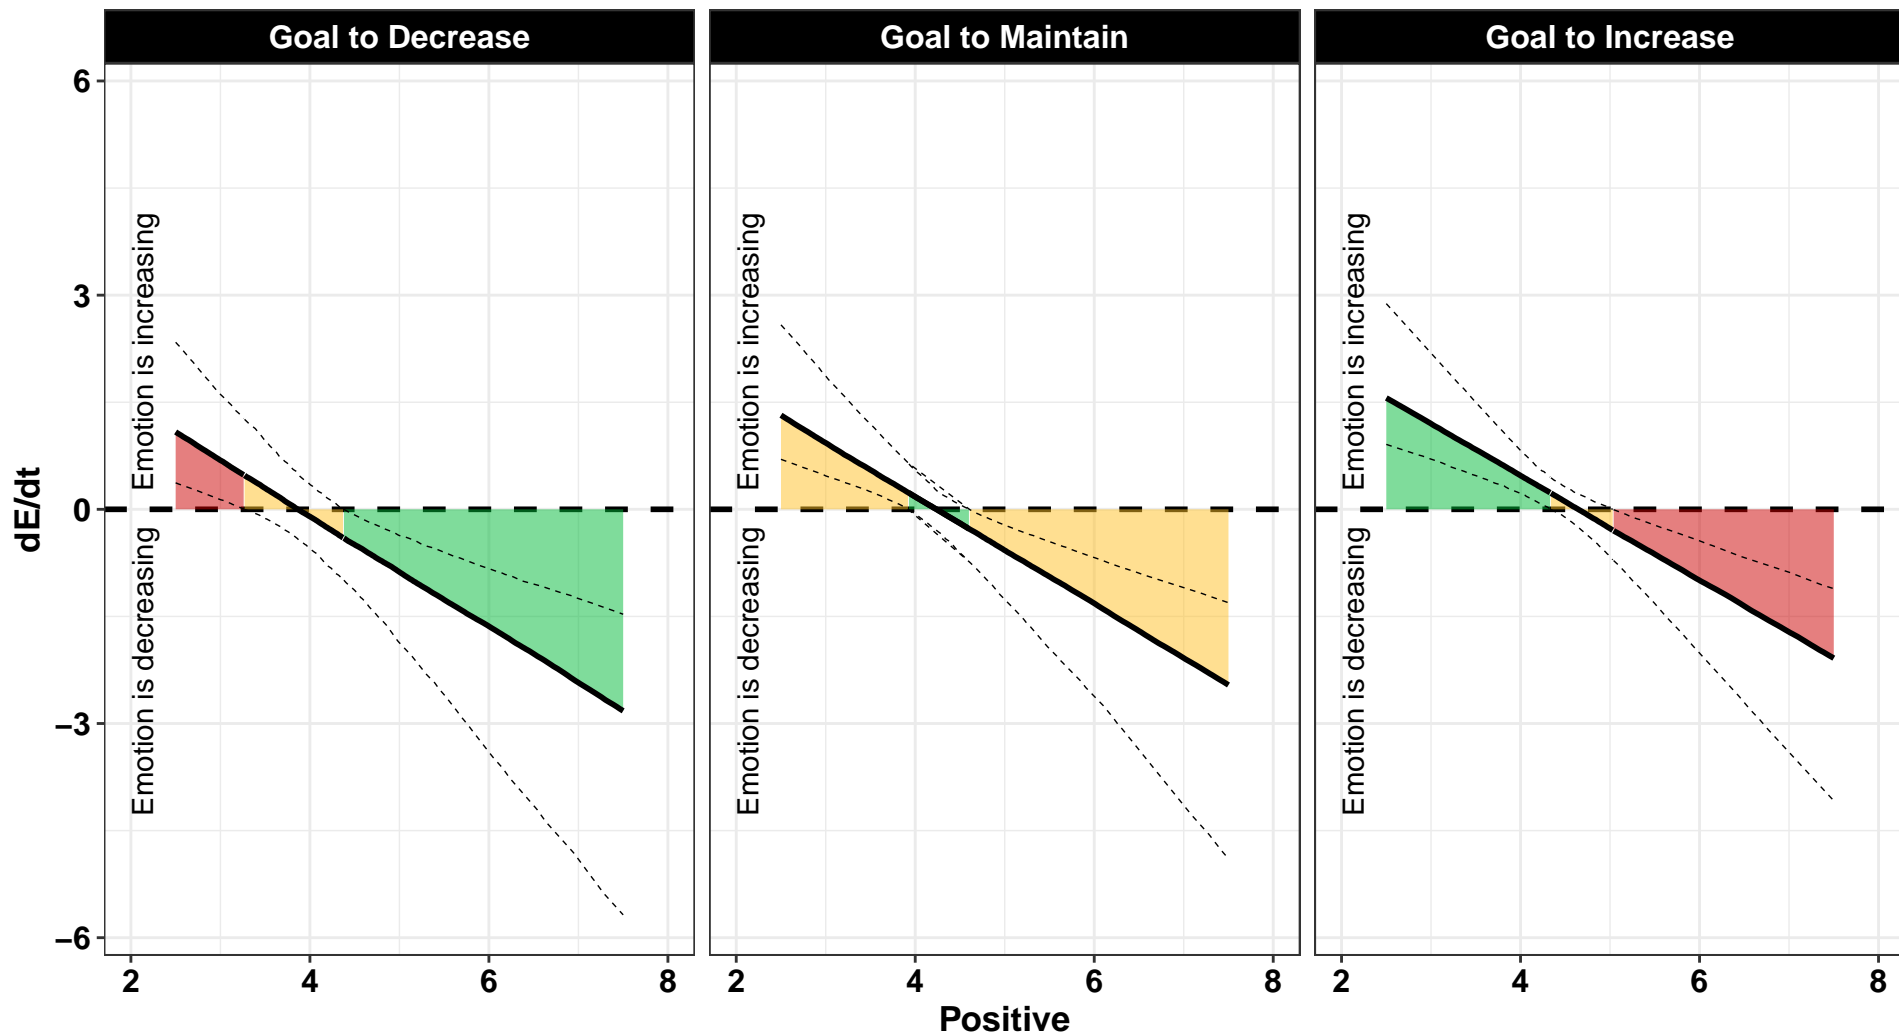 Goal to Decrease
Goal to Maintain
Goal to Increase
6
3
0
−3
−6
dE/dt
Emotion is increasing
Emotion is decreasing
Emotion is increasing
Emotion is decreasing
Emotion is increasing
Emotion is decreasing
2 4 6 8
2 4 6 8
2 4 6 8
Positive